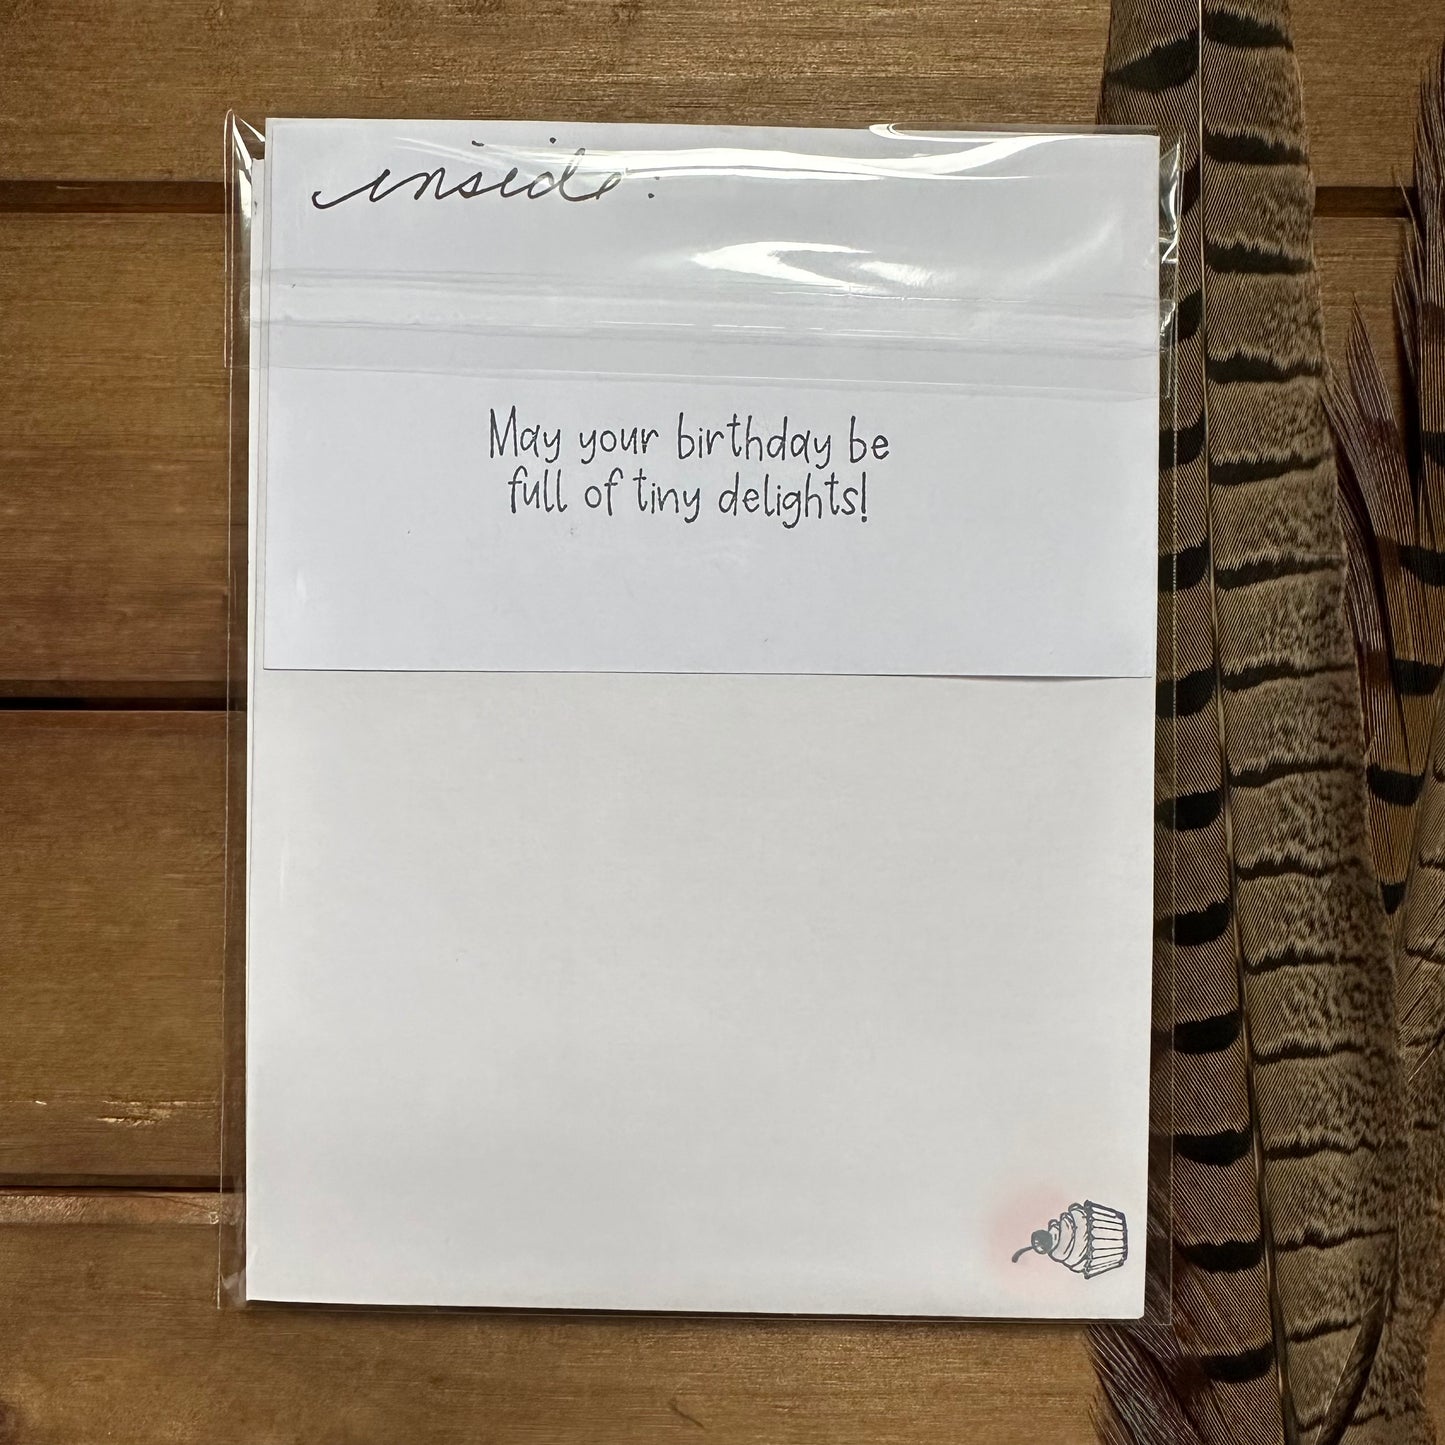 inside:
May your birthday be
full of tiny delights!